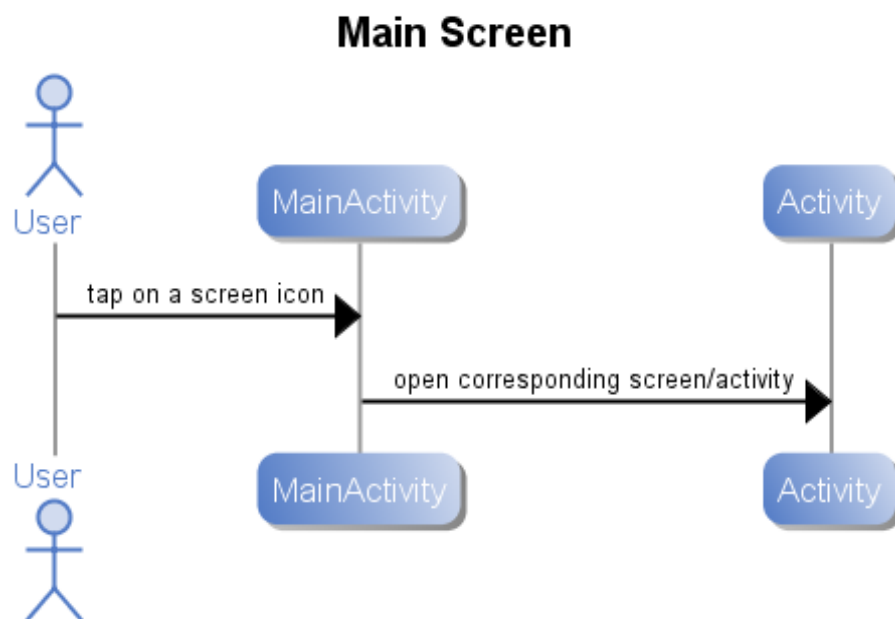 Main Screen
User
MainActivity
Activity
tap on a screen icon
open corresponding screen/activity
User
MainActivity
Activity